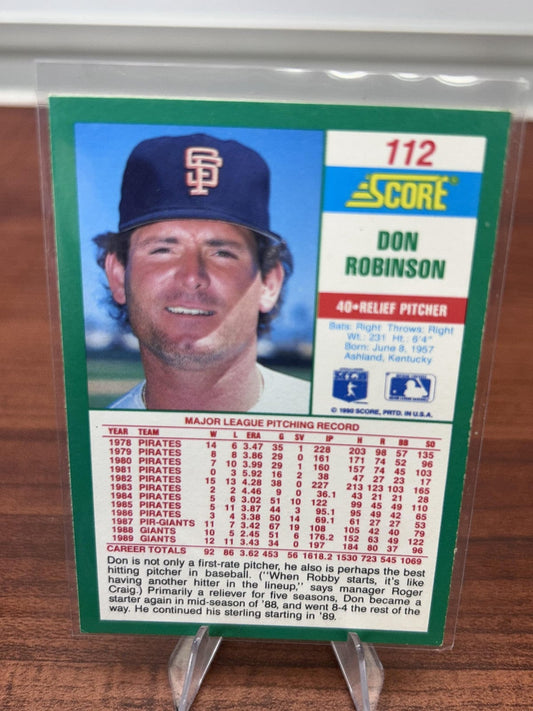 SF
112
SCORE®
DON
ROBINSON
40•RELIEF PITCHER
Bats: Right Throws: Right
Wt.: 231 Ht.: 6'4"
Born: June 8, 1957
Ashland, Kentucky
© 1990 SCORE, PRTD. IN U.S.A.
MAJOR LEAGUE PITCHING RECORD
YEAR TEAM W L ERA G SV IP H R BB SO
1978 PIRATES 14 6 3.47 35 1 228 203 98 57 135
1979 PIRATES 8 8 3.86 29 0 161 171 74 52 96
1980 PIRATES 7 10 3.99 29 1 160 157 74 45 103
1981 PIRATES 0 3 5.92 16 2 38 47 27 23 17
1982 PIRATES 15 13 4.28 38 0 227 213 123 103 165
1983 PIRATES 2 2 4.46 9 0 36.1 43 21 21 28
1984 PIRATES 5 6 3.02 51 10 122 99 45 49 110
1985 PIRATES 5 11 3.87 44 3 95.1 95 49 42 65
1986 PIRATES 3 4 3.38 50 14 69.1 61 27 27 53
1987 PIR-GIANTS 11 7 3.42 67 19 108 105 42 40 79
1988 GIANTS 10 5 2.45 51 6 176.2 152 63 49 122
1989 GIANTS 12 11 3.43 34 0 197 184 80 37 96
CAREER TOTALS 92 86 3.62 453 56 1618.2 1530 723 545 1069
Don is not only a first-rate pitcher, he also is perhaps the best
hitting pitcher in baseball. ("When Robby starts, it's like
having another hitter in the lineup," says manager Roger
Craig.) Primarily a reliever for five seasons, Don became a
starter again in mid-season of '88, and went 8-4 the rest of the
way. He continued his sterling starting in '89.